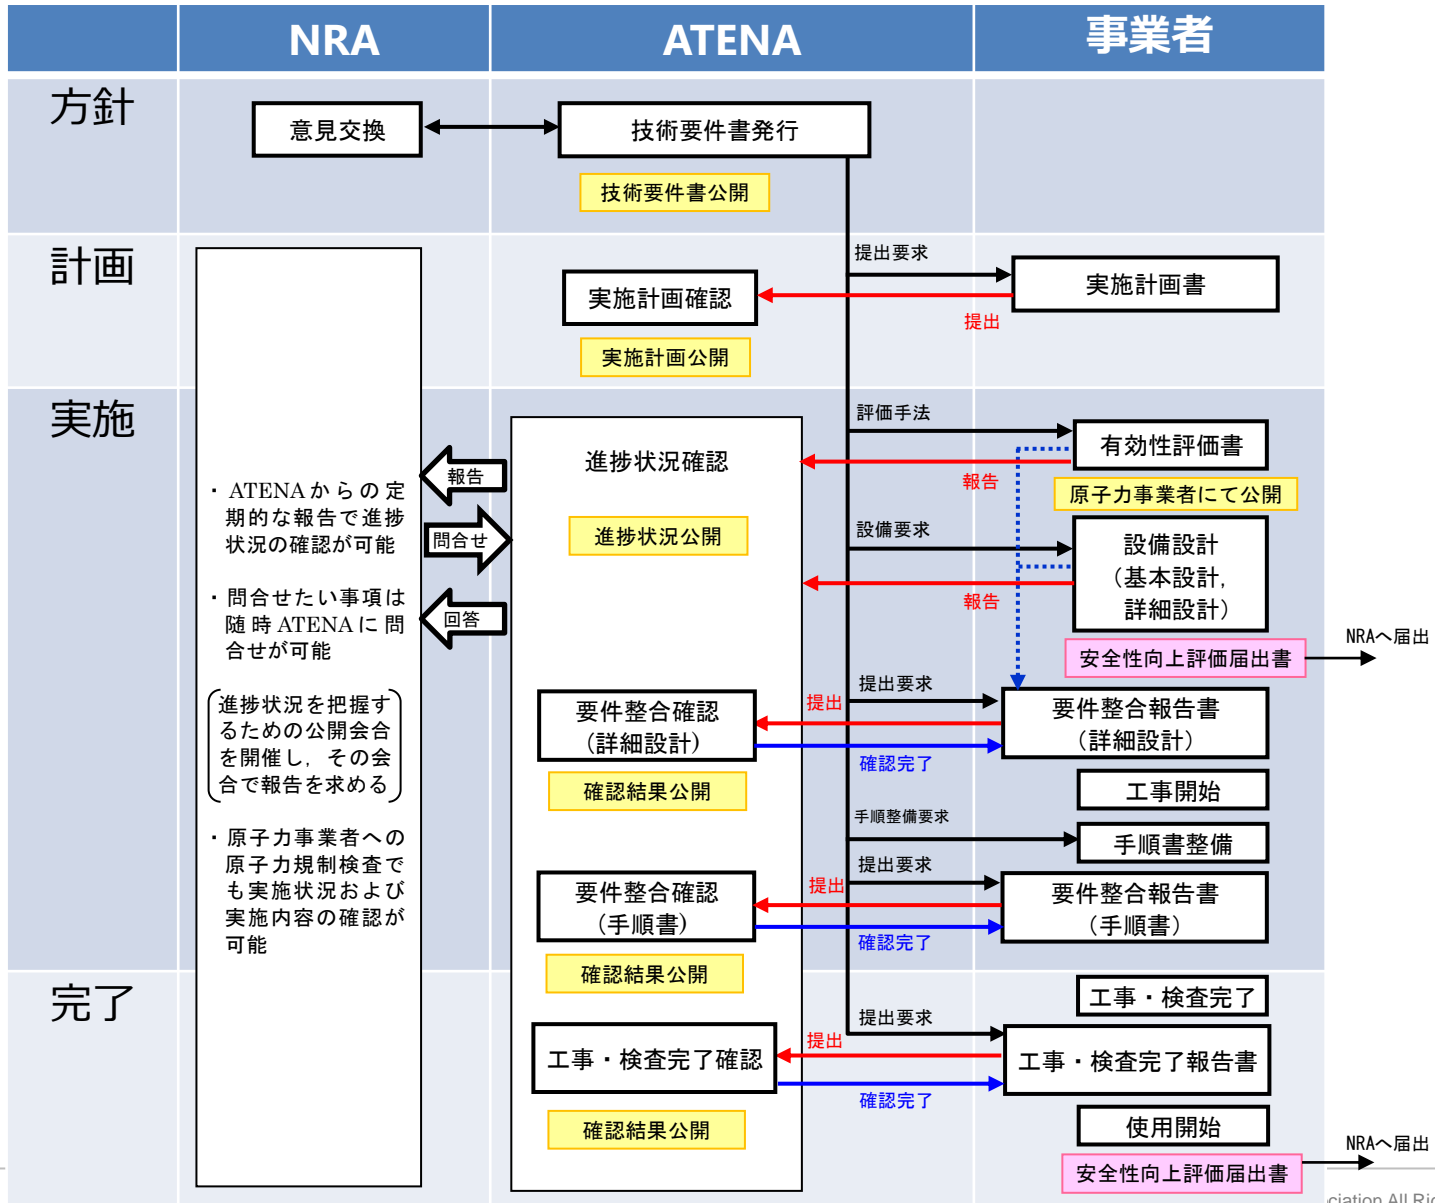 NRA
ATENA
事業者
方針
意見交換
技術要件書発行
技術要件書公開
計画
提出要求
実施計画書
実施計画確認
提出
実施計画公開
実施
評価手法
有効性評価書
進捗状況確認
報告
報告
原子力事業者にて公開
・ATENAからの定
期的な報告で進捗
状況の確認が可能
進捗状況公開
問合せ
設備要求
設備設計
(基本設計,
詳細設計)
報告
・問合せたい事項は
随時ATENAに問
合せが可能
回答
安全性向上評価届出書
NRAへ届出
進捗状況を把握す
るための公開会合
を開催し,その会
合で報告を求める
要件整合確認
(詳細設計)
提出
提出要求
要件整合報告書
(詳細設計)
確認完了
確認結果公開
工事開始
・原子力事業者への
原子力規制検査で
も実施状況および
実施内容の確認が
可能
手順整備要求
手順書整備
提出要求
提出
要件整合確認
(手順書)
要件整合報告書
(手順書)
確認完了
確認結果公開
完了
工事・検査完了
提出要求
提出
工事・検査完了確認
工事・検査完了報告書
確認完了
確認結果公開
使用開始
安全性向上評価届出書
NRAへ届出
ciation All Ri